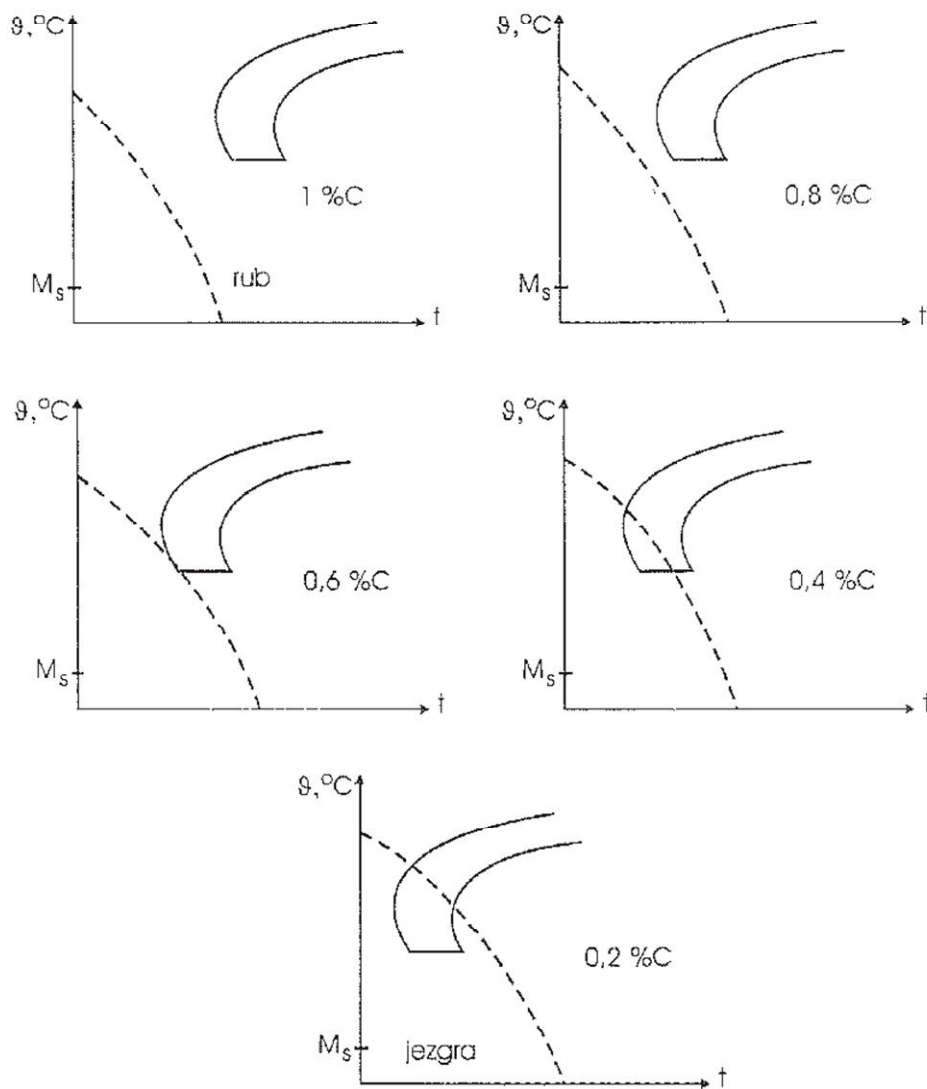 ϑ,°C
1 %C
Ms
rub
t
ϑ,°C
0,8 %C
Ms
t
ϑ,°C
0,6 %C
Ms
t
ϑ,°C
0,4 %C
Ms
t
ϑ,°C
0,2 %C
Ms
jezgra
t